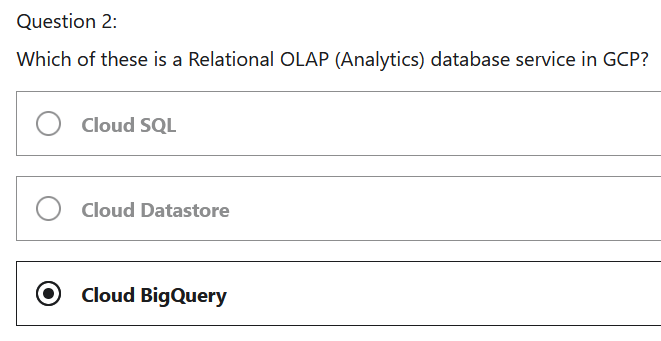 Question 2:
Which of these is a Relational OLAP (Analytics) database service in GCP?
Cloud SQL
Cloud Datastore
Cloud BigQuery